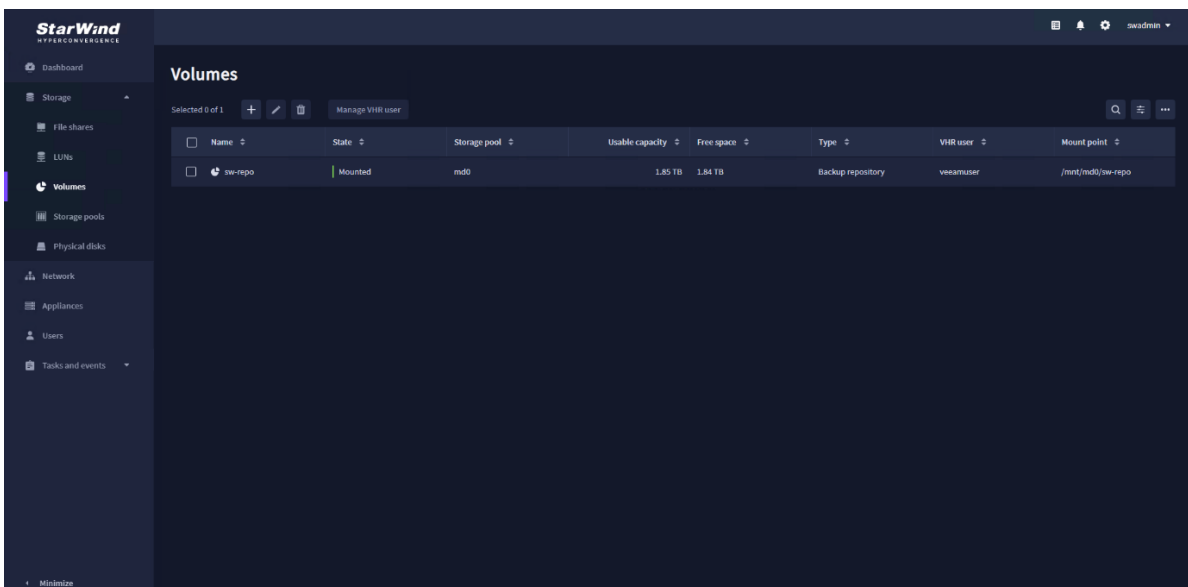 StarWind
HYPERCONVERGENCE
swadmin
Dashboard
Storage
File shares
LUNs
Volumes
Storage pools
Physical disks
Network
Appliances
Users
Tasks and events
Minimize
Volumes
Selected 0 of 1
Manage VHR user
Name State Storage pool Usable capacity Free space Type VHR user Mount point
sw-repo Mounted md0 1.85 TB 1.84 TB Backup repository veeamuser /mnt/md0/sw-repo